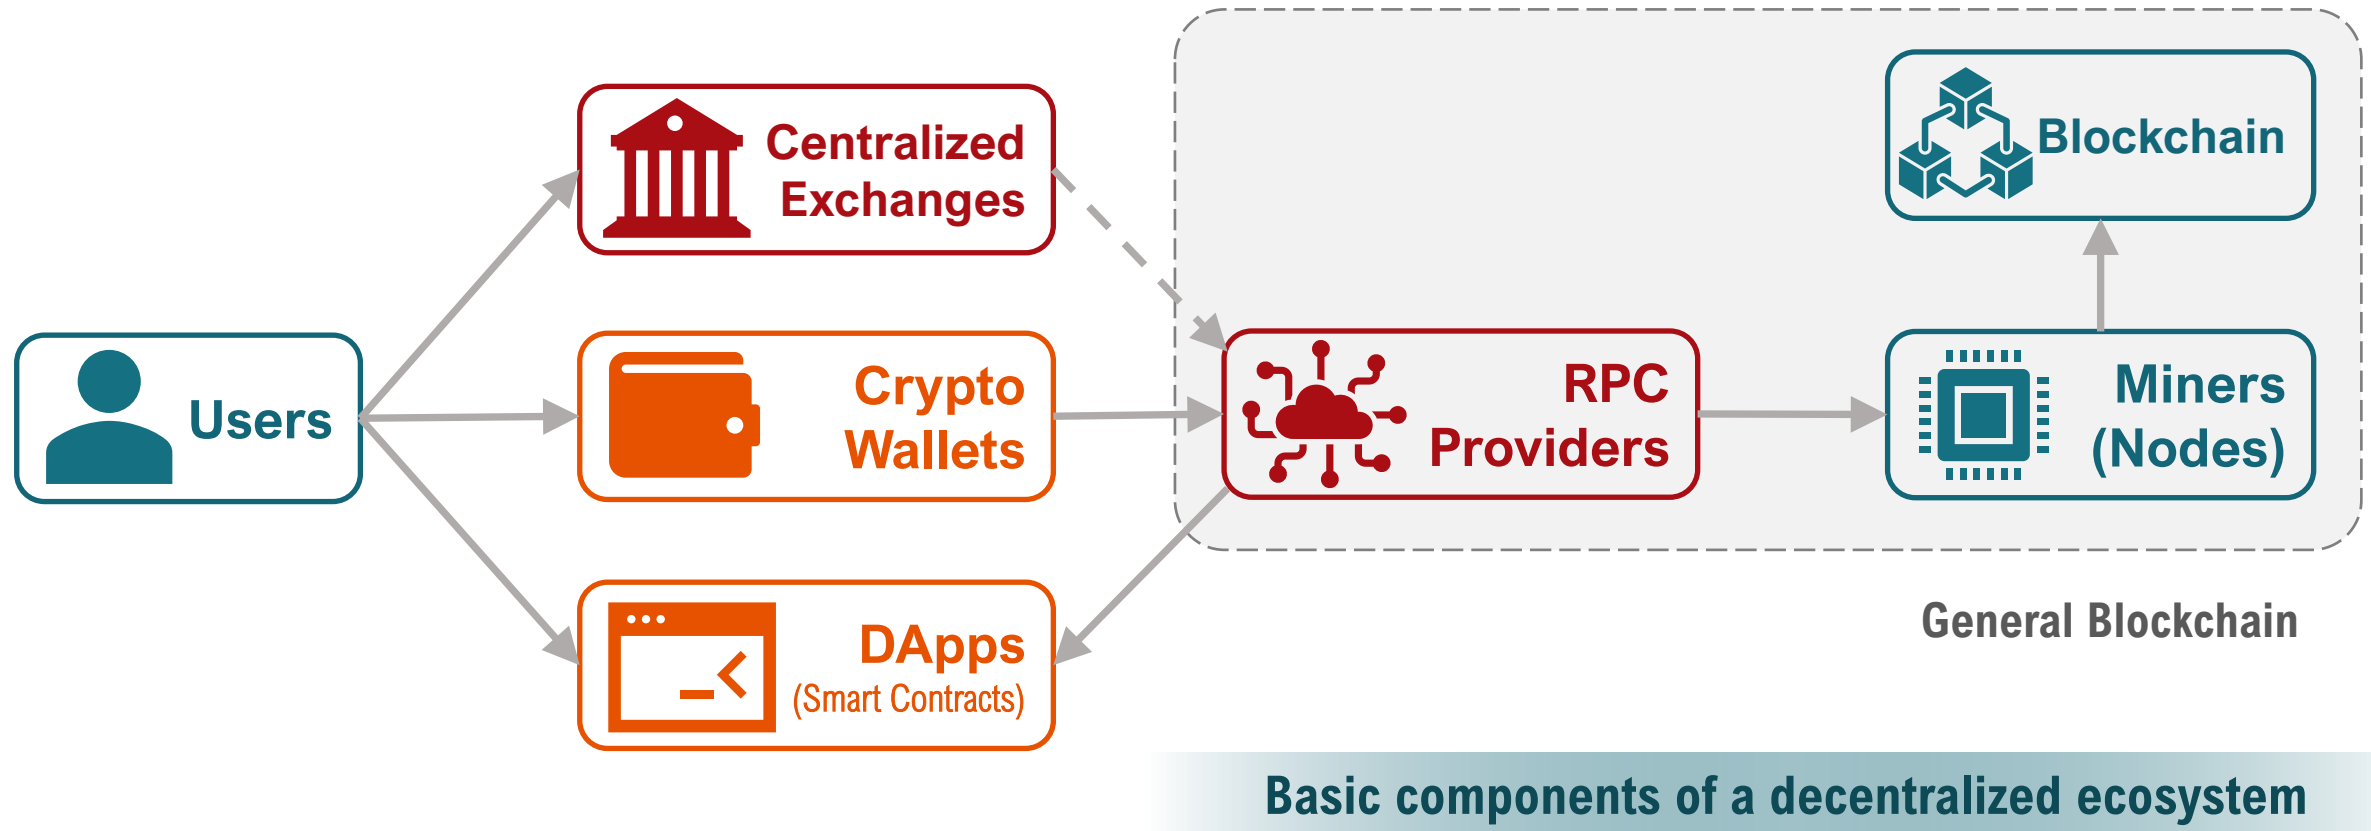 Centralized
Exchanges
Blockchain
Users
Crypto
Wallets
RPC
Providers
Miners
(Nodes)
DApps
(Smart Contracts)
General Blockchain
Basic components of a decentralized ecosystem